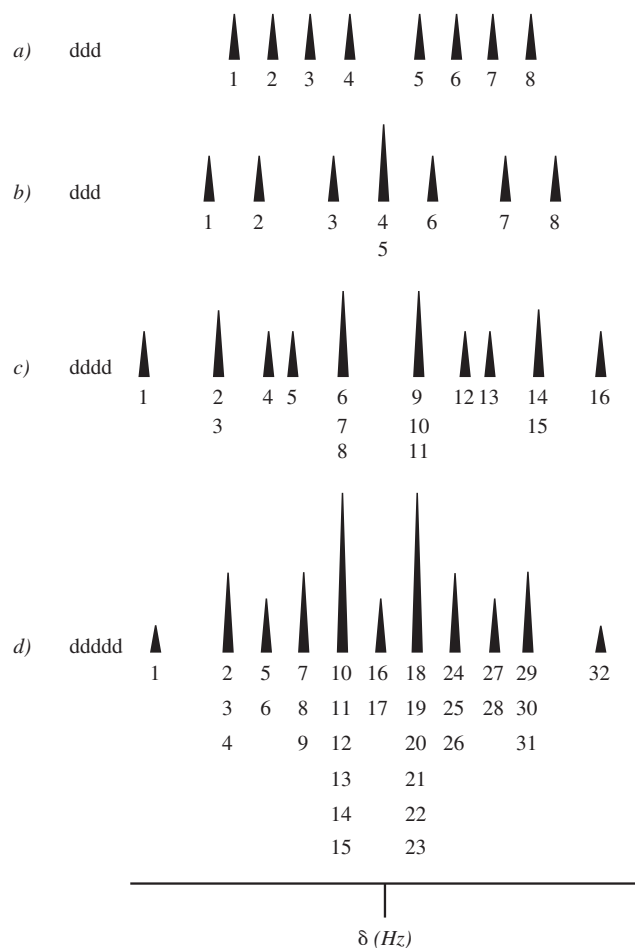 a) ddd
1 2 3 4 5 6 7 8
b) ddd
1 2 3 4 6 7 8
5
c) dddd
1 2 4 5 6 9 12 13 14 16
3 7 10 15
8 11
d) ddddd
1 2 5 7 10 16 18 24 27 29 32
3 6 8 11 17 19 25 28 30
4 9 12 20 26 31
13 21
14 22
15 23
δ (Hz)